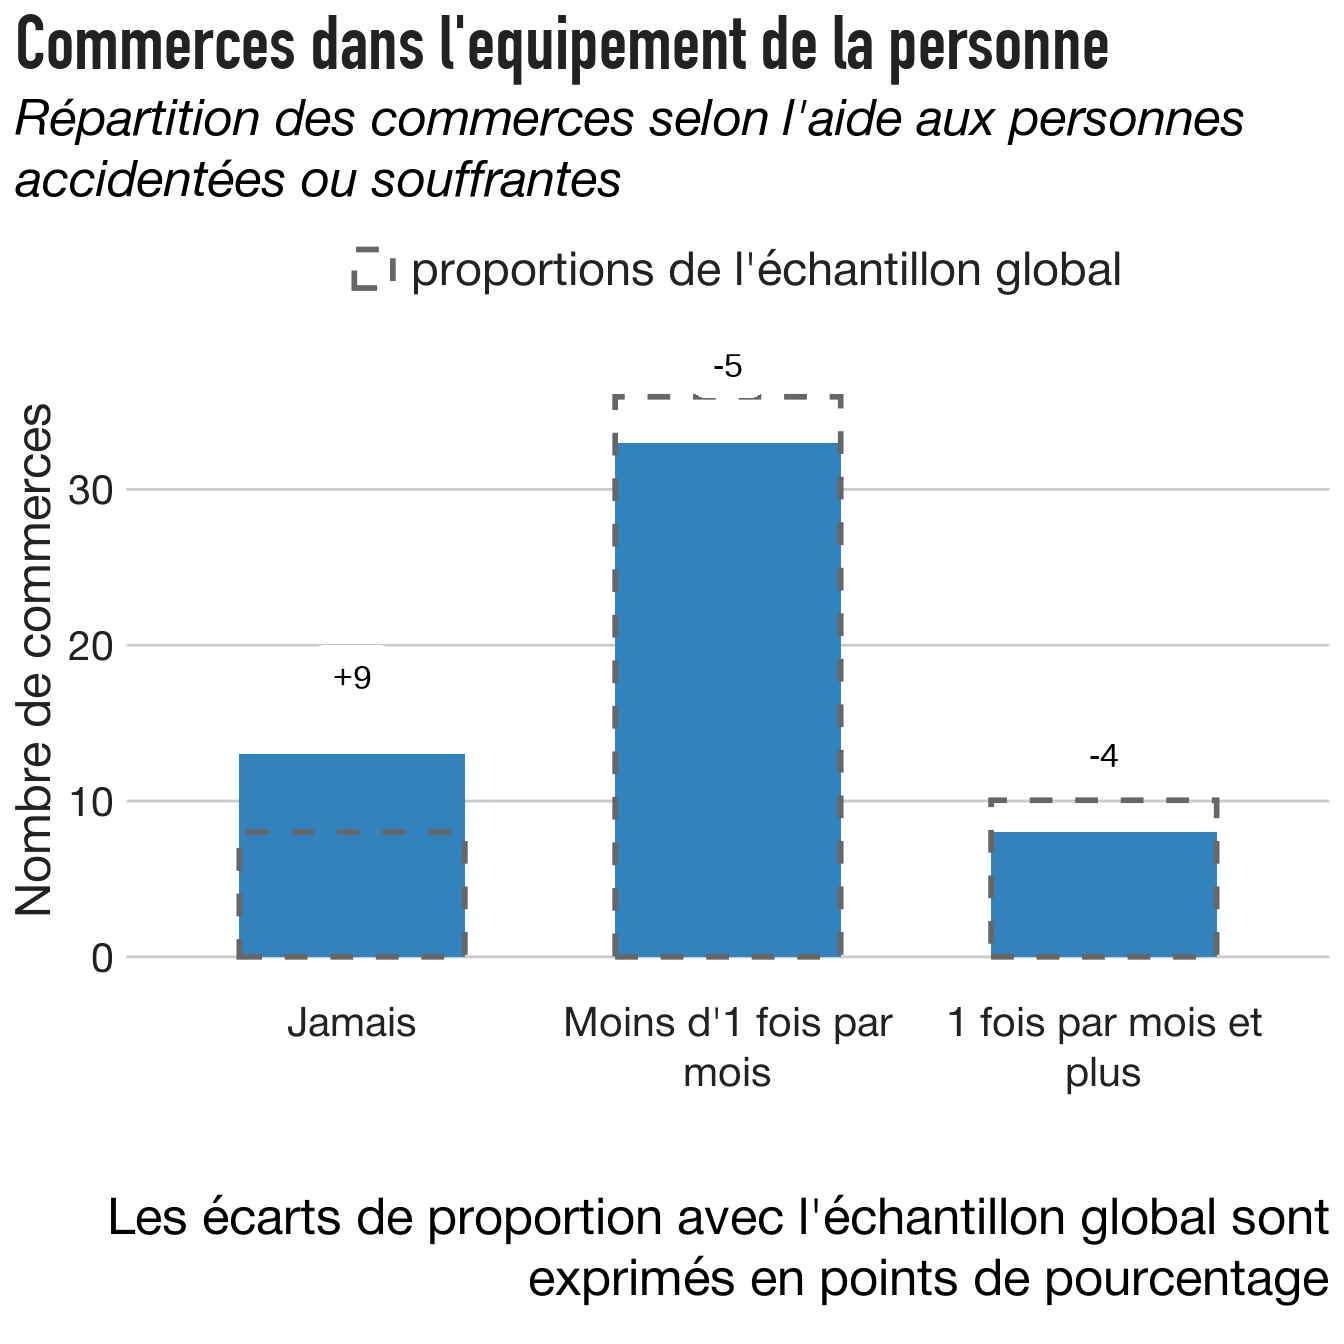 Commerces dans l'equipement de la personne
Répartition des commerces selon l'aide aux personnes
accidentées ou souffrantes
proportions de l'échantillon global
Nombre de commerces
30
20
10
0
+9
-5
-4
Jamais
Moins d'1 fois par
mois
1 fois par mois et
plus
Les écarts de proportion avec l'échantillon global sont
exprimés en points de pourcentage